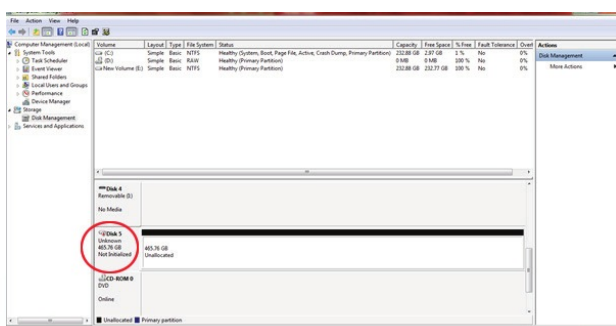 File Action View Help
Computer Management (Local)
System Tools
Task Scheduler
Event Viewer
Shared Folders
Local Users and Groups
Performance
Device Manager
Storage
Disk Management
Services and Applications
Volume Layout Type File System Status Capacity Free Space % Free Fault Tolerance Overl
(C:) Simple Basic NTFS Healthy (System, Boot, Page File, Active, Crash Dump, Primary Partition) 232.88 GB 2.97 GB 1 % No 0%
(D:) Simple Basic RAW Healthy (Primary Partition) 0 MB 0 MB 100 % No 0%
New Volume (E:) Simple Basic NTFS Healthy (Primary Partition) 232.88 GB 232.77 GB 100 % No 0%
Actions
Disk Management
More Actions
Disk 4
Removable
No Media
Disk 5
Unknown
465.76 GB
Not Initialized
465.76 GB
Unallocated
CD-ROM 0
DVD
Online
Unallocated Primary partition